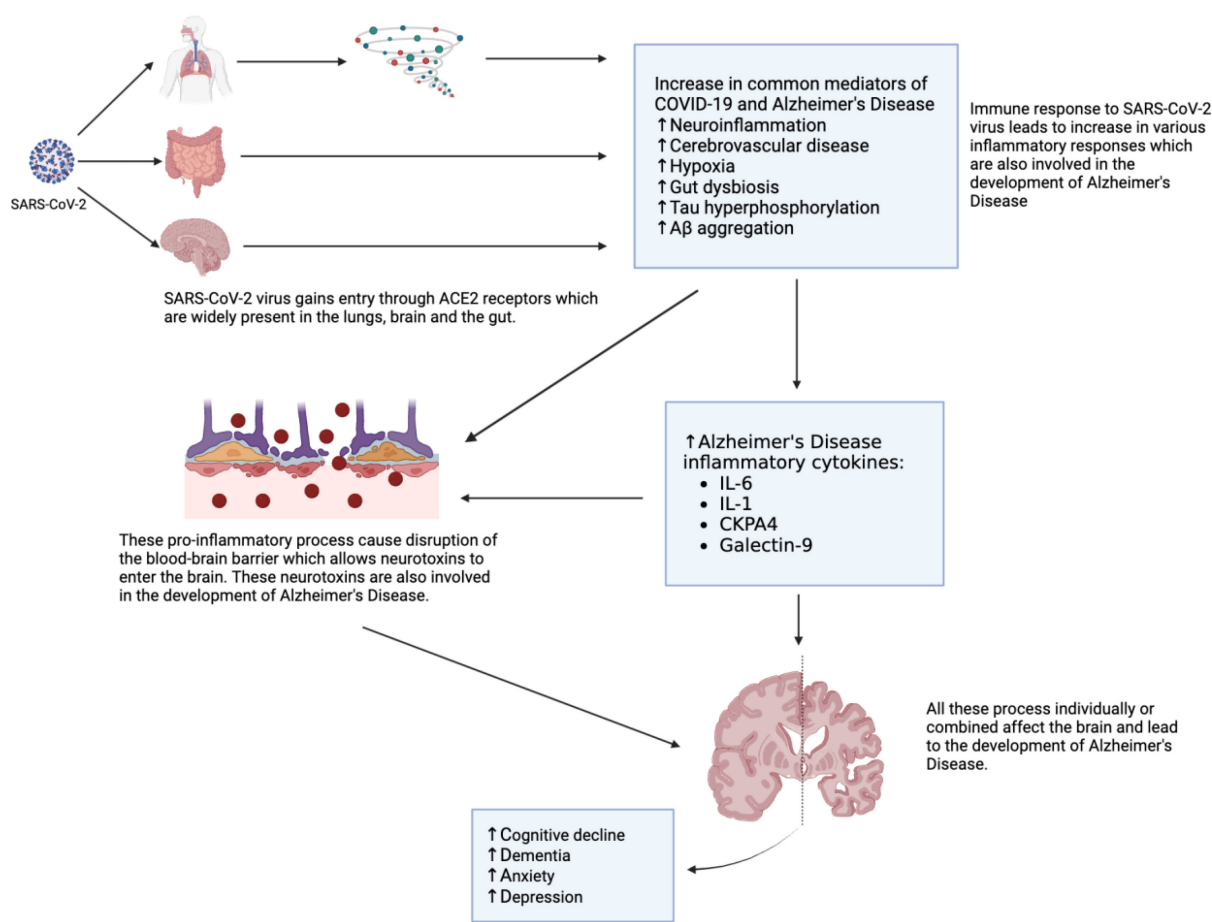 SARS-CoV-2
SARS-CoV-2 virus gains entry through ACE2 receptors which
are widely present in the lungs, brain and the gut.
Increase in common mediators of
COVID-19 and Alzheimer's Disease
↑Neuroinflammation
↑Cerebrovascular disease
↑Hypoxia
↑Gut dysbiosis
↑Tau hyperphosphorylation
↑Aβ aggregation
Immune response to SARS-CoV-2
virus leads to increase in various
inflammatory responses which
are also involved in the
development of Alzheimer's
Disease
These pro-inflammatory process cause disruption of
the blood-brain barrier which allows neurotoxins to
enter the brain. These neurotoxins are also involved
in the development of Alzheimer's Disease.
↑Alzheimer's Disease
inflammatory cytokines:
• IL-6
• IL-1
• CKPA4
• Galectin-9
All these process individually or
combined affect the brain and lead
to the development of Alzheimer's
Disease.
↑Cognitive decline
↑Dementia
↑Anxiety
↑Depression